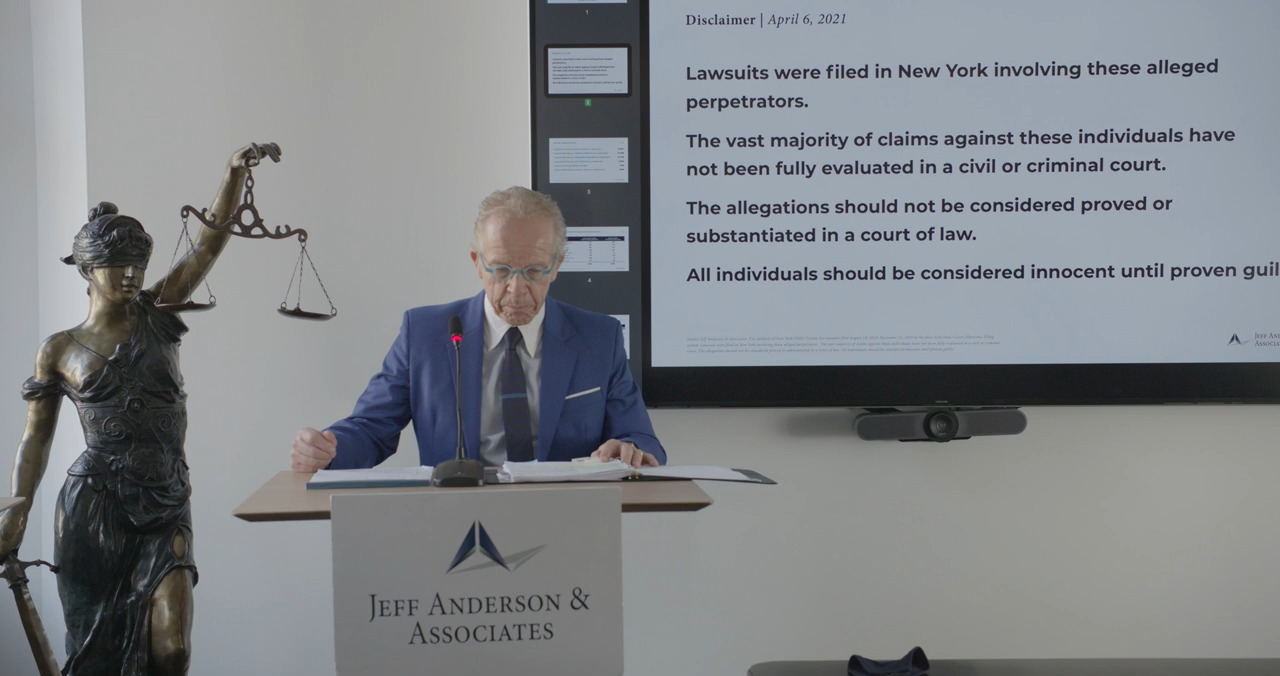 Disclaimer | April 6, 2021
Lawsuits were filed in New York involving these alleged
perpetrators.
The vast majority of claims against these individuals have
not been fully evaluated in a civil or criminal court.
The allegations should not be considered proved or
substantiated in a court of law.
All individuals should be considered innocent until proven guil
JEFF ANDER
ASSOCIA
JEFF ANDERSON &
ASSOCIATES